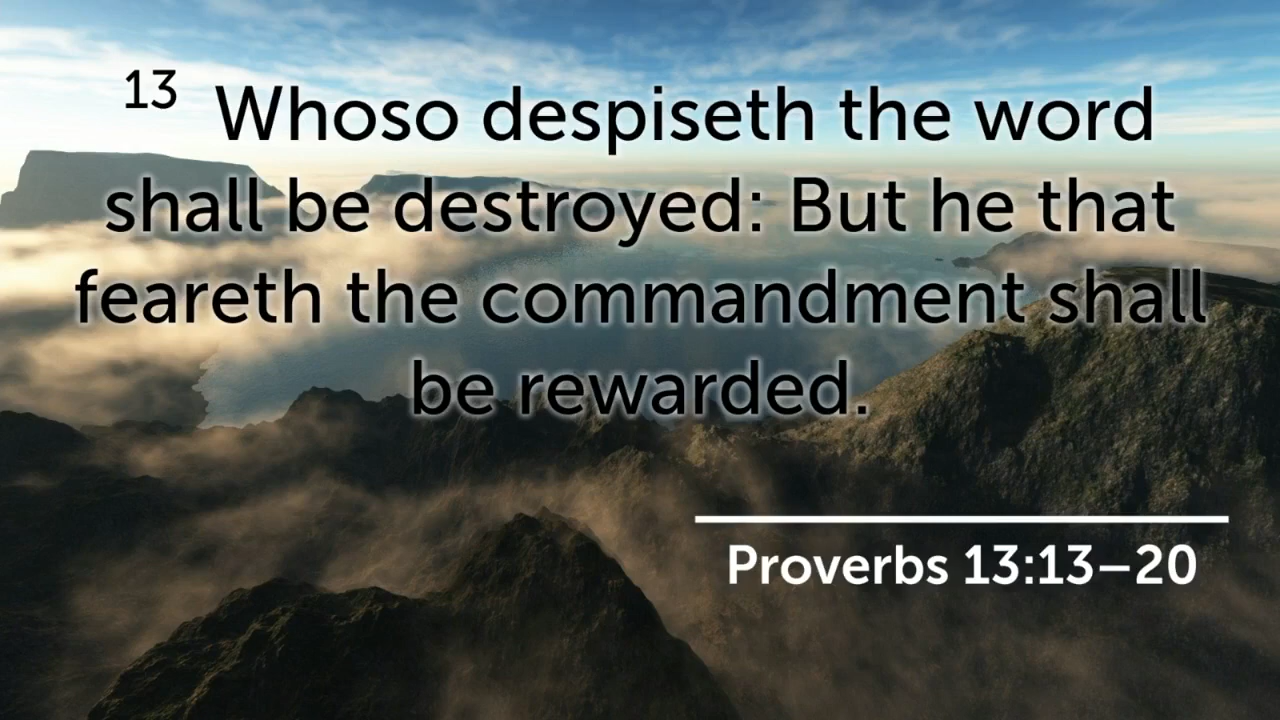 13 Whoso despiseth the word
shall be destroyed: But he that
feareth the commandment shall
be rewarded.
Proverbs 13:13–20